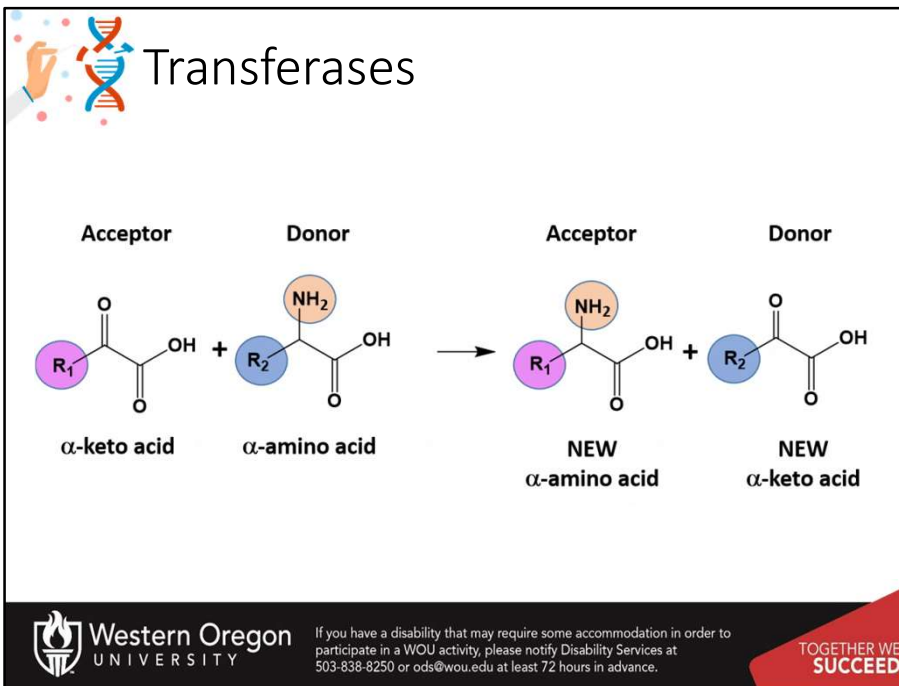 Transferases
Acceptor
Donor
Acceptor
Donor
O
NH₂
NH₂
O
R₁
OH
+
R₂
OH
R₁
OH
+
R₂
OH
O
O
O
O
α-keto acid
α-amino acid
NEW
α-amino acid
NEW
α-keto acid
Western Oregon
UNIVERSITY
If you have a disability that may require some accommodation in order to
participate in a WOU activity, please notify Disability Services at
503-838-8250 or ods@wou.edu at least 72 hours in advance.
TOGETHER WE
SUCCEED